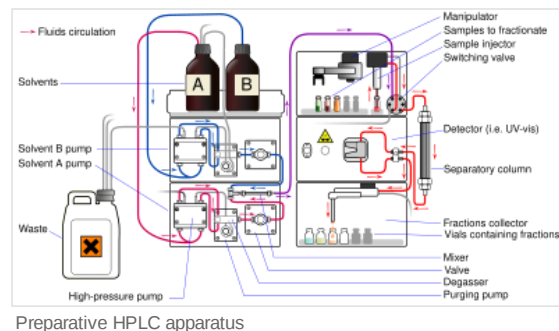 Fluids circulation
Solvents
A
B
Solvent B pump
Solvent A pump
Waste
High-pressure pump
Manipulator
Samples to fractionate
Sample injector
Switching valve
Detector (i.e. UV-vis)
Separatory column
Fractions collector
Vials containing fractions
Mixer
Valve
Degasser
Purging pump
Preparative HPLC apparatus